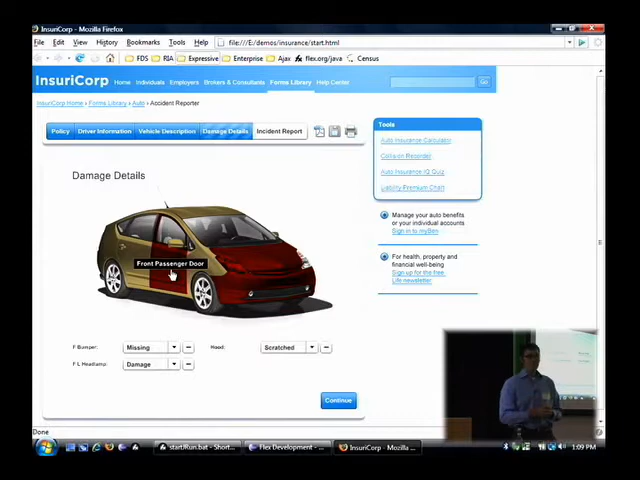 InsuriCorp - Mozilla Firefox
File Edit View History Bookmarks Tools Help
file:///E:/demos/insurance/start.html
FDS RIA Expressive Enterprise Ajax flex.org/java Census
InsuriCorp Home Individuals Employers Brokers & Consultants Forms Library Help Center
InsuriCorp Home > Forms Library > Auto > Accident Reporter
Policy Driver Information Vehicle Description Damage Details Incident Report
Tools
Auto Insurance Calculator
Collision Recorder
Auto Insurance IQ Quiz
Liability Premium Chart
Damage Details
Front Passenger Door
Manage your auto benefits
or your individual accounts
Sign in to myBen
For health, property and
financial well-being
Sign up for the free
Life newsletter
F Bumper: Missing Hood: Scratched
F L Headlamp: Damage
Continue
Done
start/Run.bat - Short... Flex Development - ... InsuriCorp - Mozilla ... 1:09 PM